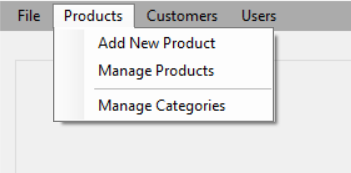 File Products Customers Users
Add New Product
Manage Products
Manage Categories